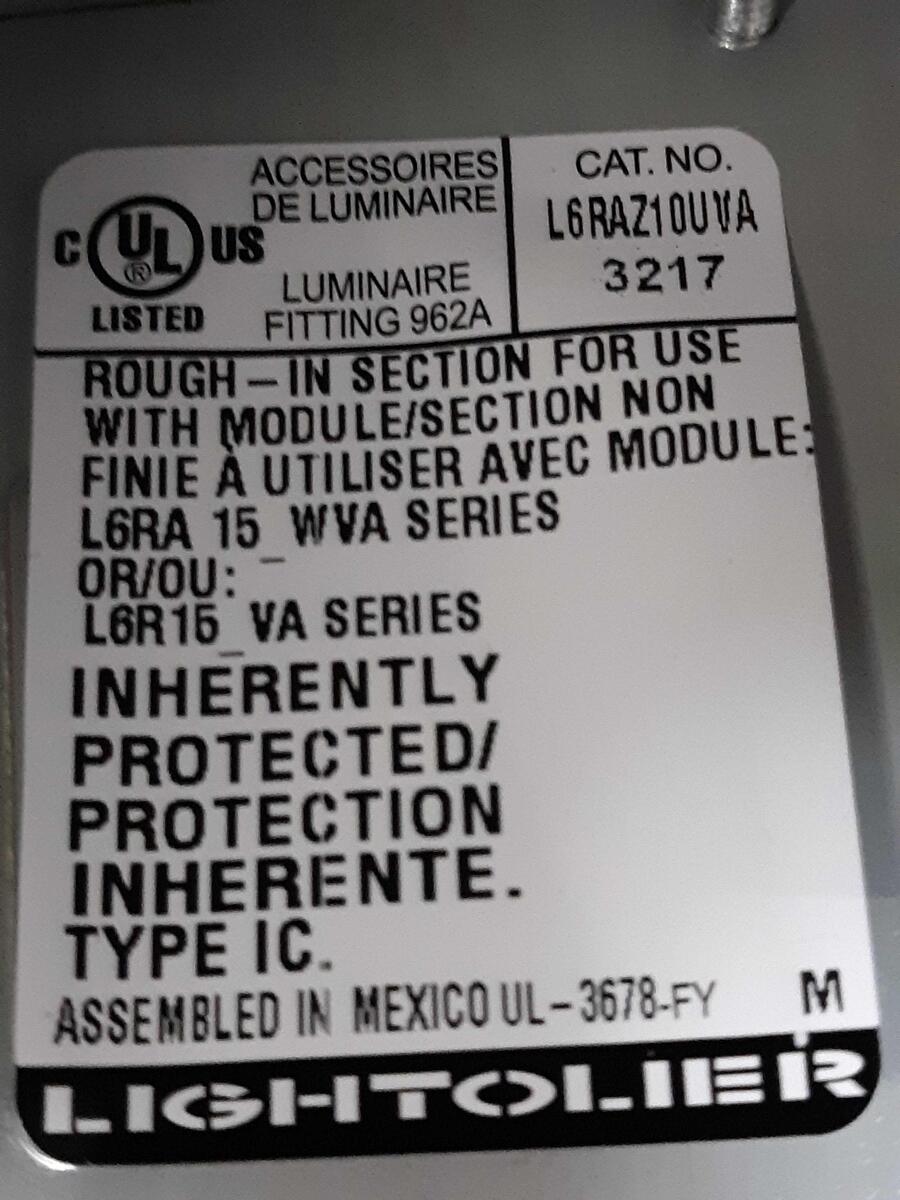 ACCESSOIRES
DE LUMINAIRE
C UL® US
LISTED
LUMINAIRE
FITTING 962A
CAT. NO.
L6RAZ10UVA
3217
ROUGH-IN SECTION FOR USE
WITH MODULE/SECTION NON
FINIE À UTILISER AVEC MODULE:
L6RA 15_WVA SERIES
OR/OU:
L6R15_VA SERIES
INHERENTLY
PROTECTED/
PROTECTION
INHERENTE.
TYPE IC.
ASSEMBLED IN MEXICO UL-3678-FY M
LIGHTOLIER